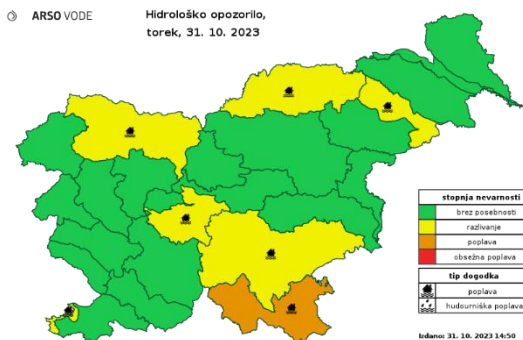 ARSO VODE
Hidrološko opozorilo,
torek, 31. 10. 2023
stopnja nevarnosti
brez posebnosti
razlivanje
poplava
obsežna poplava
tip dogodka
poplava
hudourniška poplava
Izdano: 31. 10. 2023 14:50